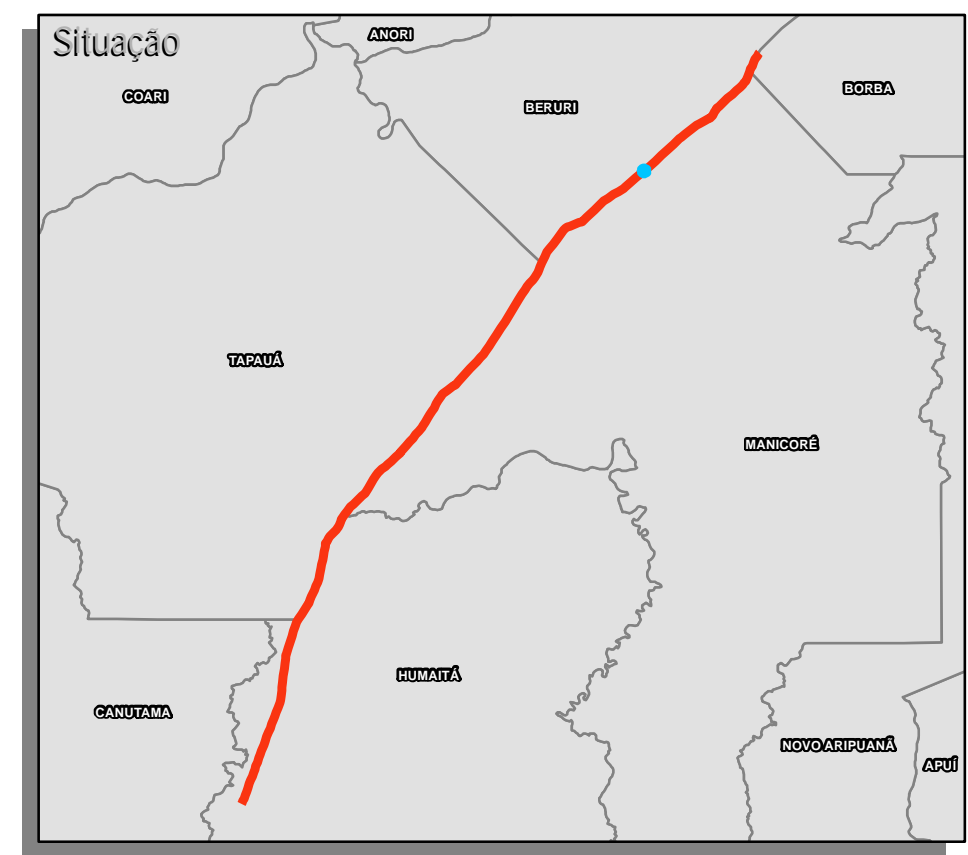 Situação
ANORI
COARI
BORBA
BERURI
TAPAUÁ
MANICORÉ
HUMAITÁ
CANUTAMA
NOVO ARIPUANÃ
APUÍ